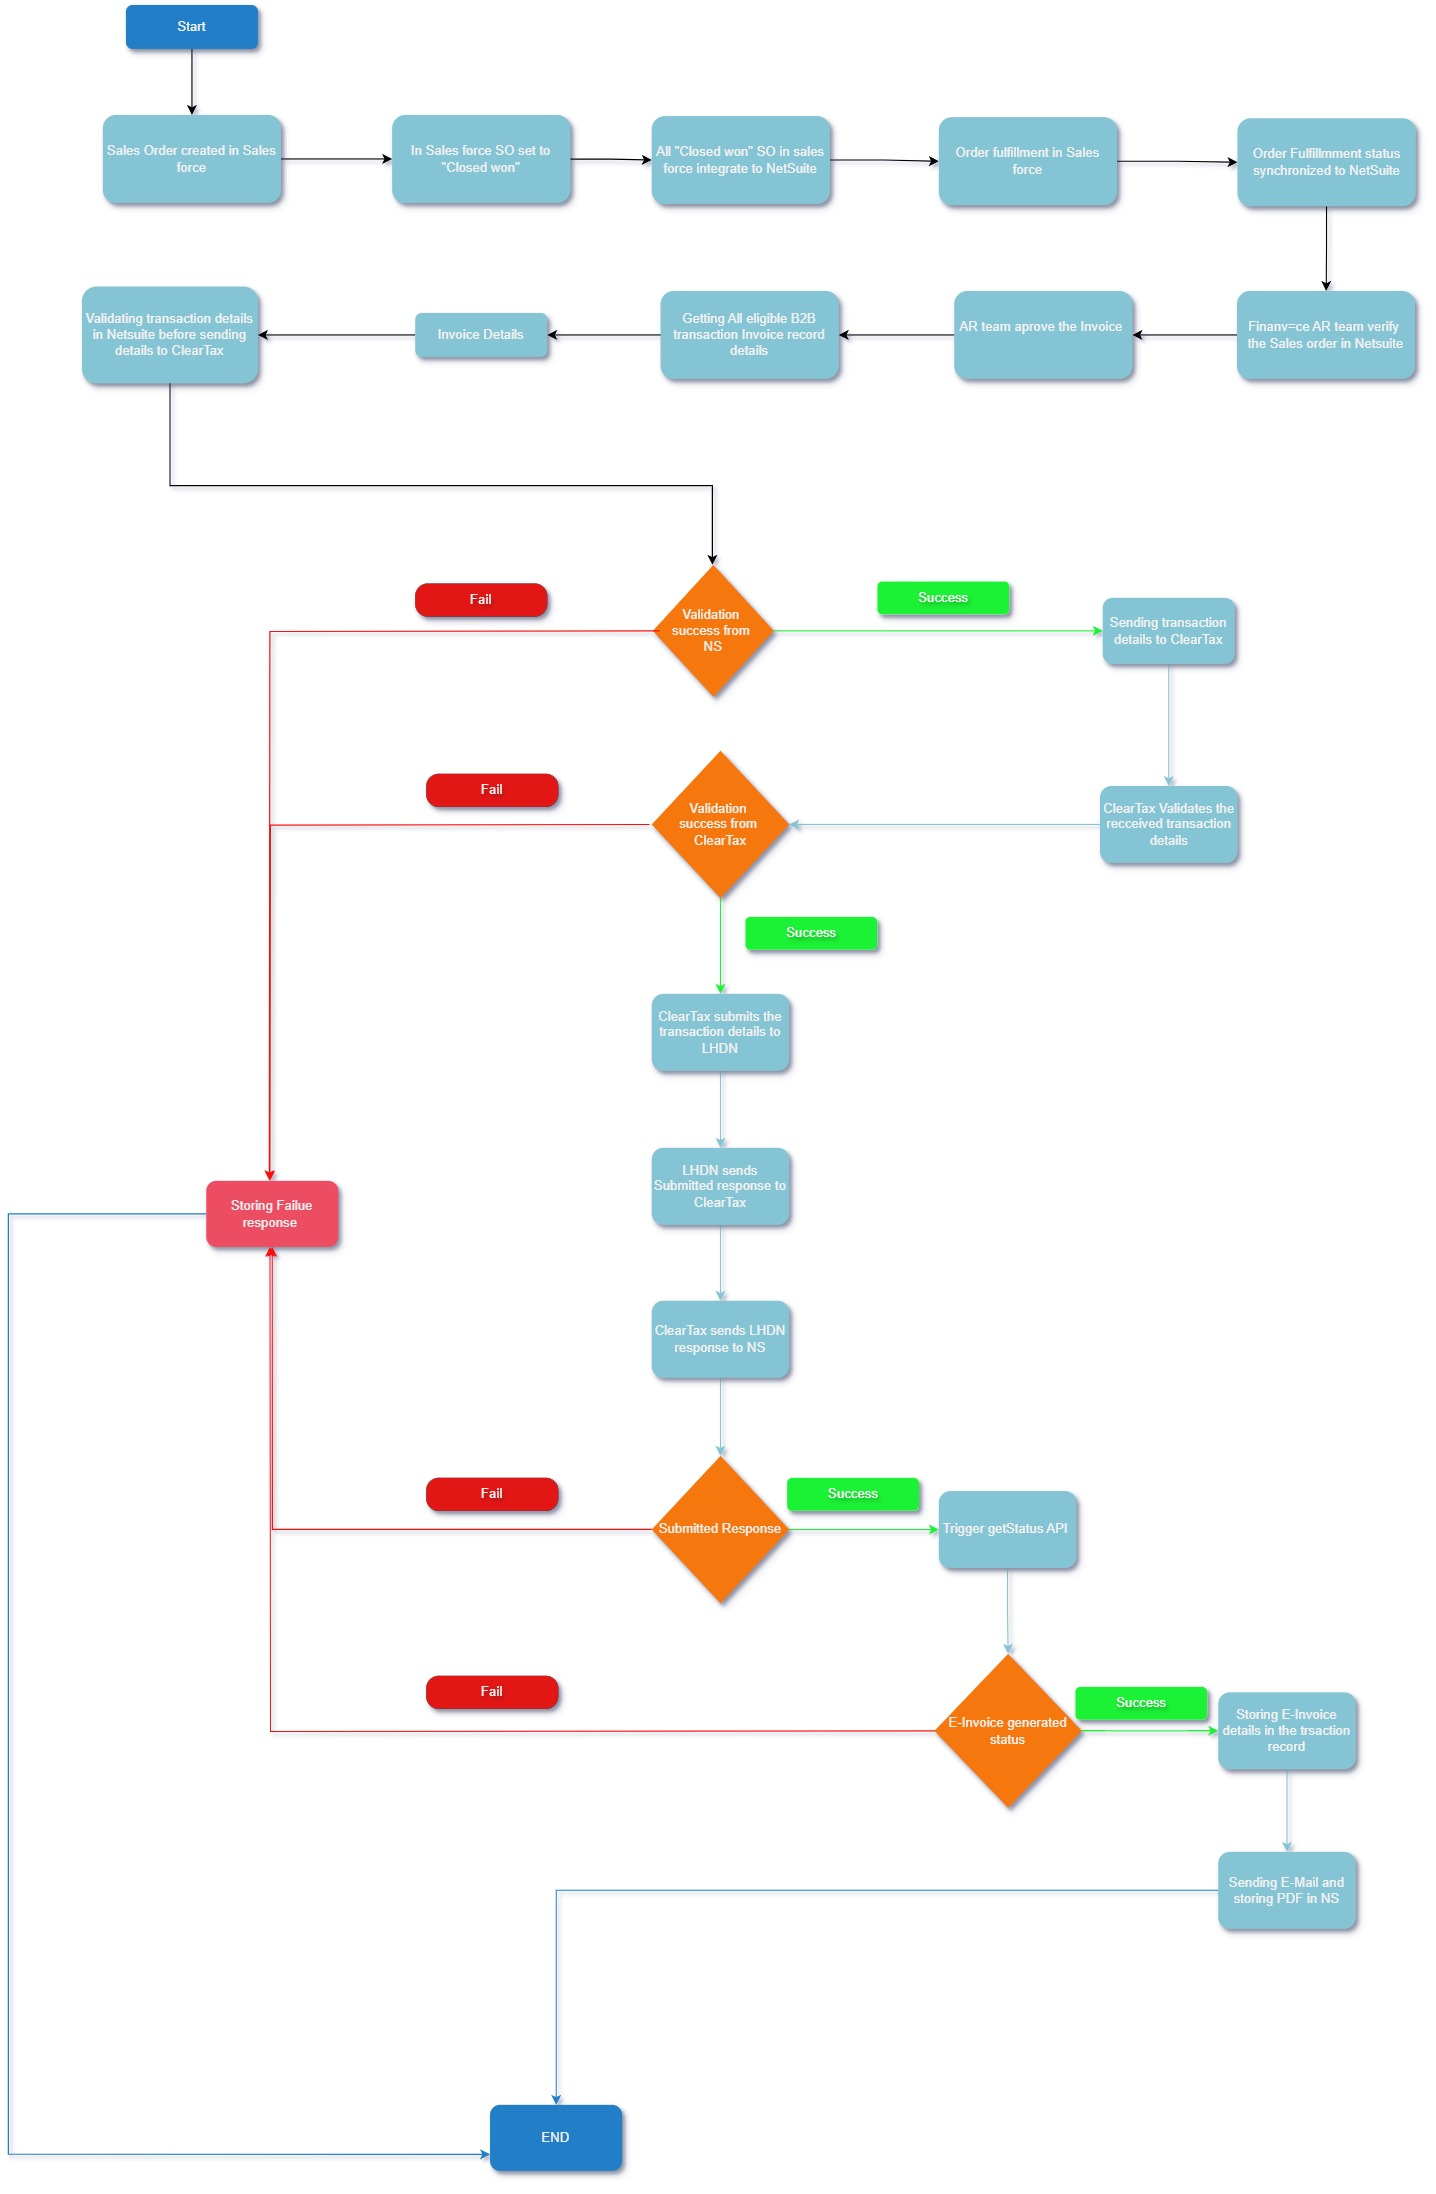 Start
Sales Order created in Sales
force
In Sales force SO set to
"Closed won"
All "Closed won" SO in sales
force integrate to NetSuite
Order fulfillment in Sales
force
Order Fulfillmment status
synchronized to NetSuite
Validating transaction details
in Netsuite before sending
details to ClearTax
Invoice Details
Getting All eligible B2B
transaction Invoice record
details
AR team aprove the Invoice
Finanv=ce AR team verify
the Sales order in Netsuite
Fail
Validation
success from
NS
Success
Sending transaction
details to ClearTax
Fail
Validation
success from
ClearTax
ClearTax Validates the
recceived transaction
details
Success
ClearTax submits the
transaction details to
LHDN
LHDN sends
Submitted response to
ClearTax
Storing Failue
response
ClearTax sends LHDN
response to NS
Fail
Submitted Response
Success
Trigger getStatus API
Fail
E-Invoice generated
status
Success
Storing E-Invoice
details in the trsaction
record
Sending E-Mail and
storing PDF in NS
END